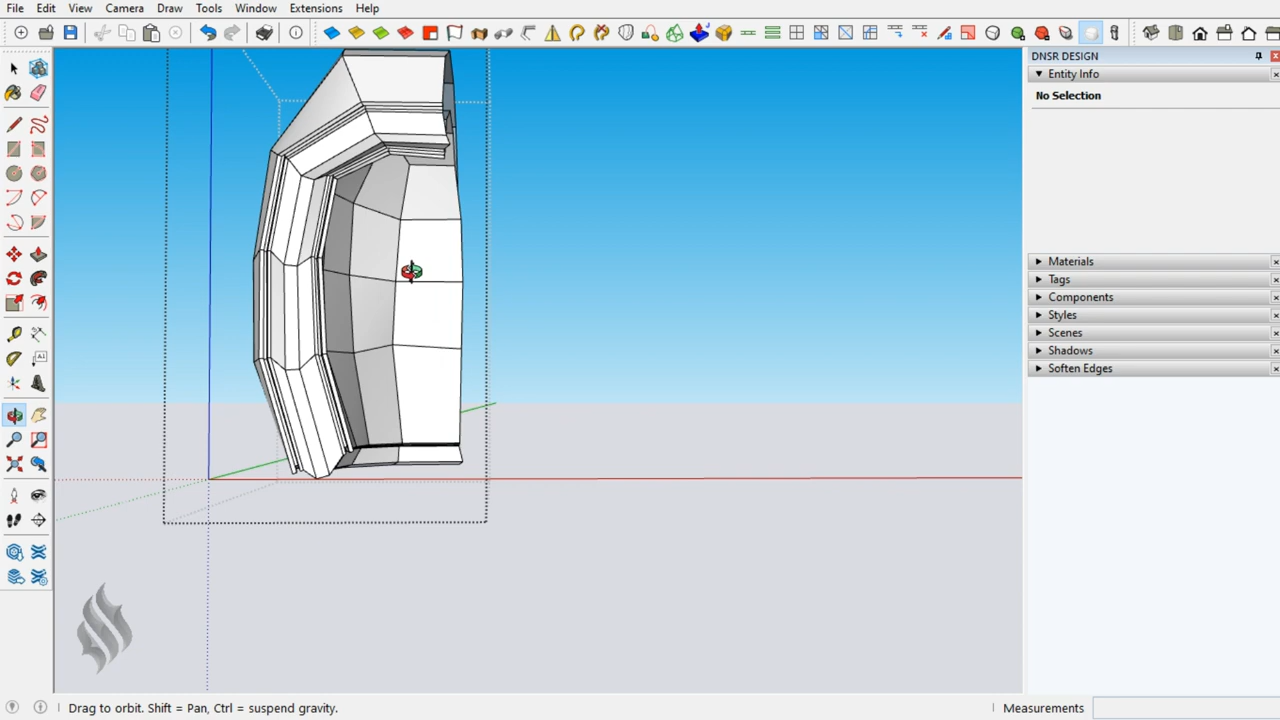 File Edit View Camera Draw Tools Window Extensions Help
DNSR DESIGN
Entity Info
No Selection
Materials
Tags
Components
Styles
Scenes
Shadows
Soften Edges
A1
Drag to orbit. Shift = Pan, Ctrl = suspend gravity.
Measurements